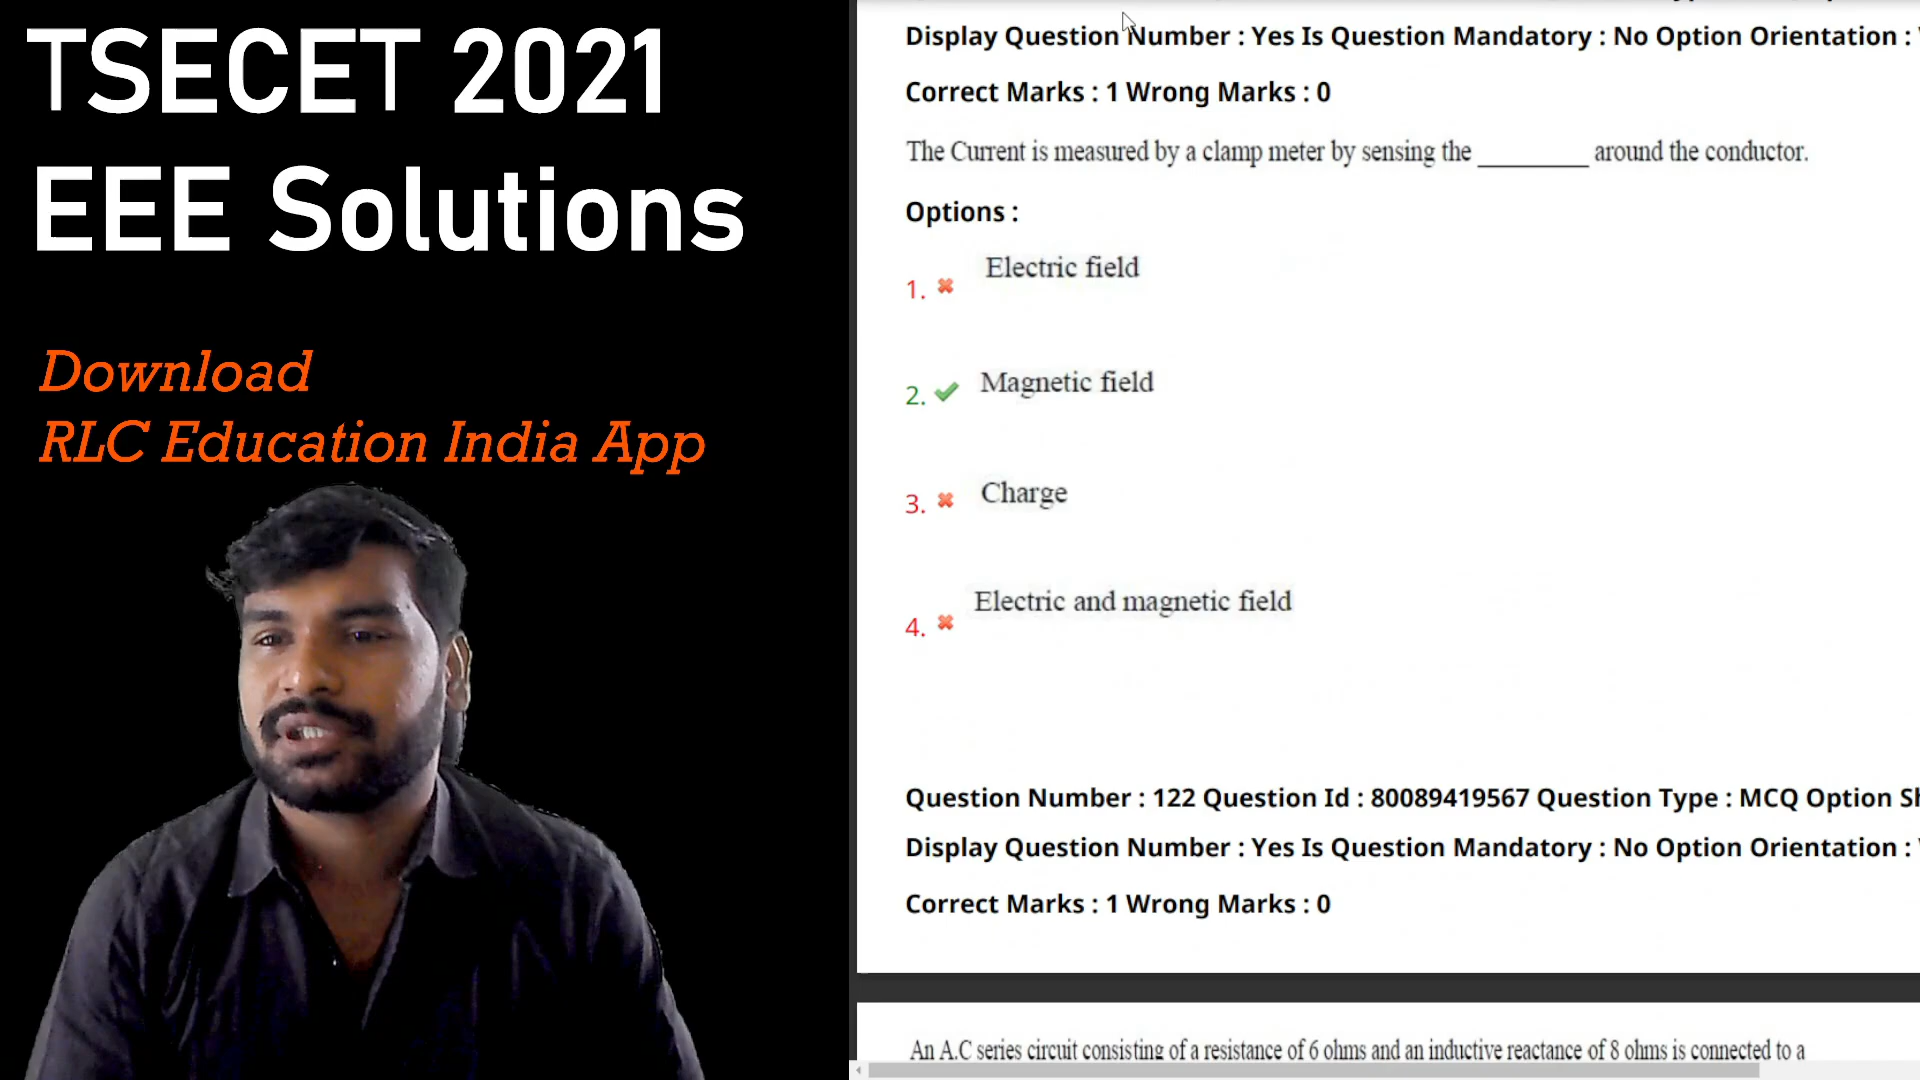 TSECET 2021
EEE Solutions
Download
RLC Education India App
Display Question Number : Yes Is Question Mandatory : No Option Orientation :
Correct Marks : 1 Wrong Marks : 0
The Current is measured by a clamp meter by sensing the _________ around the conductor.
Options :
1. Electric field
2. Magnetic field
3. Charge
4. Electric and magnetic field
Question Number : 122 Question Id : 80089419567 Question Type : MCQ Option
Display Question Number : Yes Is Question Mandatory : No Option Orientation :
Correct Marks : 1 Wrong Marks : 0
An A.C series circuit consisting of a resistance of 6 ohms and an inductive reactance of 8 ohms is connected to a